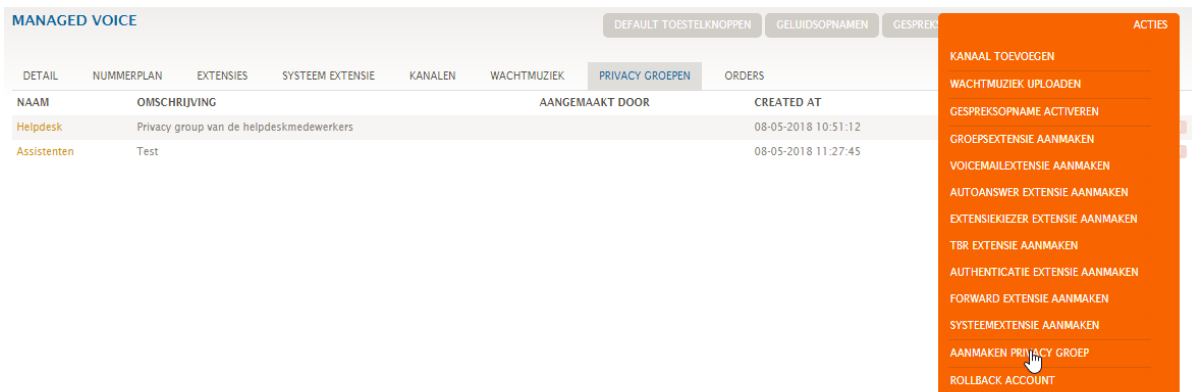 MANAGED VOICE
DEFAULT TOESTELKNOPPEN GELUIDSOPNAMEN GESPREKS
ACTIES
DETAIL NUMMERPLAN EXTENSIES SYSTEEM EXTENSIE KANALEN WACHTMUZIEK PRIVACY GROEPEN ORDERS
NAAM OMSCHRIJVING AANGEMAAKT DOOR CREATED AT
Helpdesk Privacy group van de helpdeskmedewerkers 08-05-2018 10:51:12
Assistenten Test 08-05-2018 11:27:45
KANAAL TOEVOEGEN
WACHTMUZIEK UPLOADEN
GESPREKSOPNAME ACTIVEREN
GROEPSEXTENSIE AANMAKEN
VOICEMAILEXTENSIE AANMAKEN
AUTOANSWER EXTENSIE AANMAKEN
EXTENSIEKIEZER EXTENSIE AANMAKEN
TBR EXTENSIE AANMAKEN
AUTHENTICATIE EXTENSIE AANMAKEN
FORWARD EXTENSIE AANMAKEN
SYSTEEMEXTENSIE AANMAKEN
AANMAKEN PRIVACY GROEP
ROLLBACK ACCOUNT